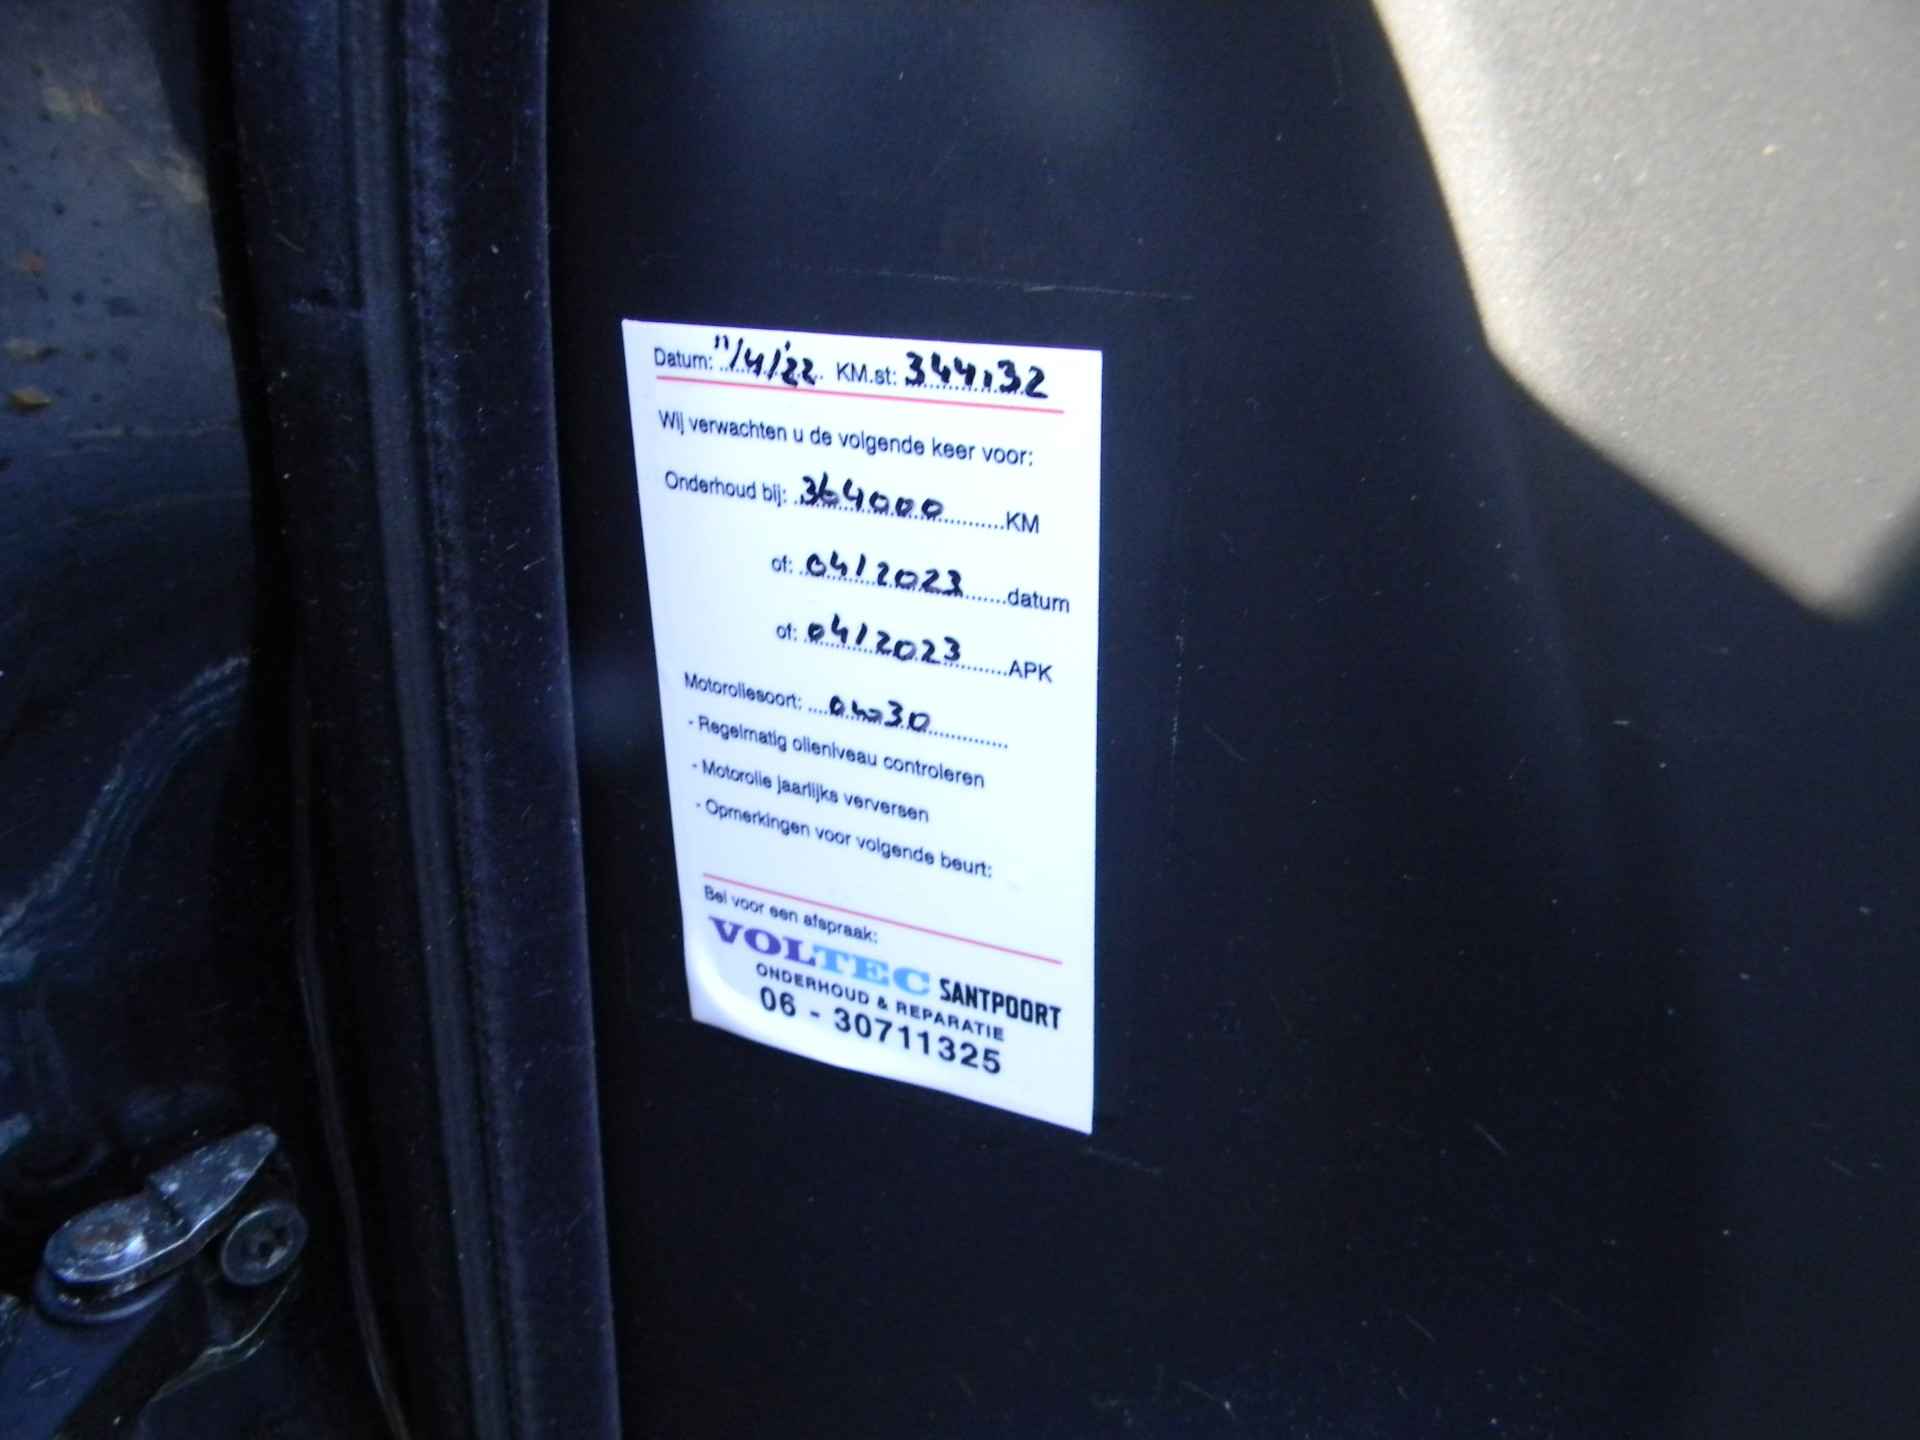 Datum: 11/4/'22 KM.st: 344132
Wij verwachten u de volgende keer voor:
Onderhoud bij: 364000 KM
of: 04/2023 datum
of: 04/2023 APK
Motoroliesoort: 0w30
- Regelmatig olieniveau controleren
- Motorolie jaarlijks verversen
- Opmerkingen voor volgende beurt:
Bel voor een afspraak:
VOLTEC SANTPOORT
ONDERHOUD & REPARATIE
06 - 30711325